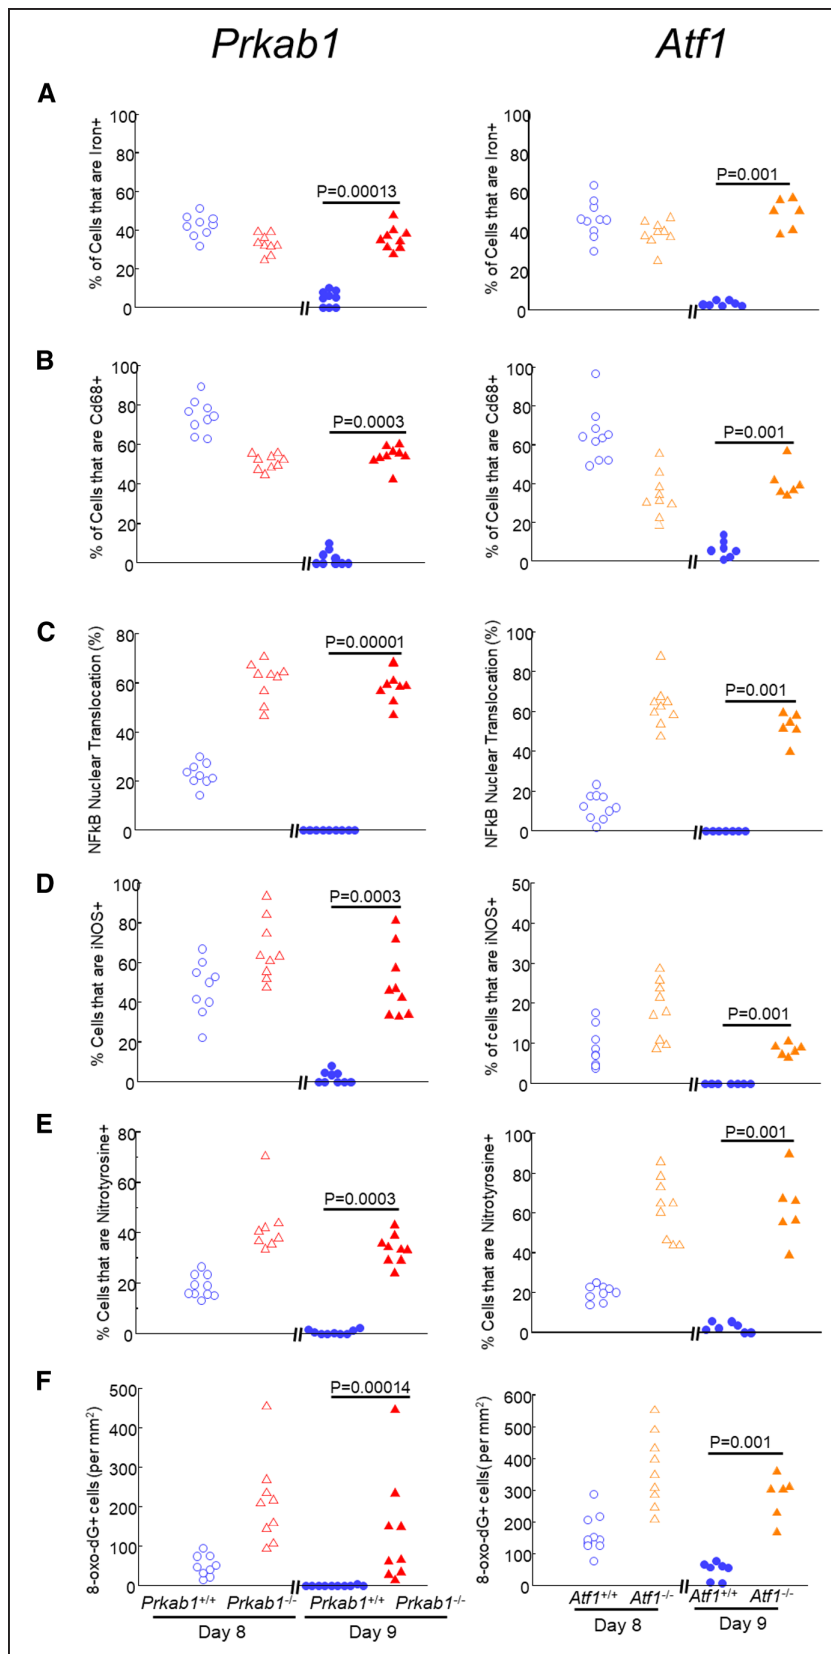 Prkab1 Atf1
A
% of Cells that are Iron+
100
80
60
40
20
0
P=0.00013
% of Cells that are Iron+
100
80
60
40
20
0
P=0.001
B
% of Cells that are Cd68+
100
80
60
40
20
0
P=0.0003
% of Cells that are Cd68+
100
80
60
40
20
0
P=0.001
C
NFkB Nuclear Translocation (%)
80
60
40
20
0
P=0.00001
NFkB Nuclear Translocation (%)
100
80
60
40
20
0
P=0.001
D
% Cells that are iNOS+
100
80
60
40
20
0
P=0.0003
% of cells that are iNOS+
50
30
20
10
0
P=0.001
E
% Cells that are Nitrotyrosine+
80
60
40
20
0
P=0.0003
% Cells that are Nitrotyrosine+
100
80
60
40
20
0
P=0.001
F
8-oxo-dG+ cells (per mm²)
500
400
300
200
100
0
P=0.00014
8-oxo-dG+ cells( per mm²)
600
500
400
300
200
100
0
P=0.001
Prkab1+/+ Prkab1-/- Prkab1+/+ Prkab1-/-
Day 8 Day 9
Atf1+/+ Atf1-/- Atf1+/+ Atf1-/-
Day 8 Day 9